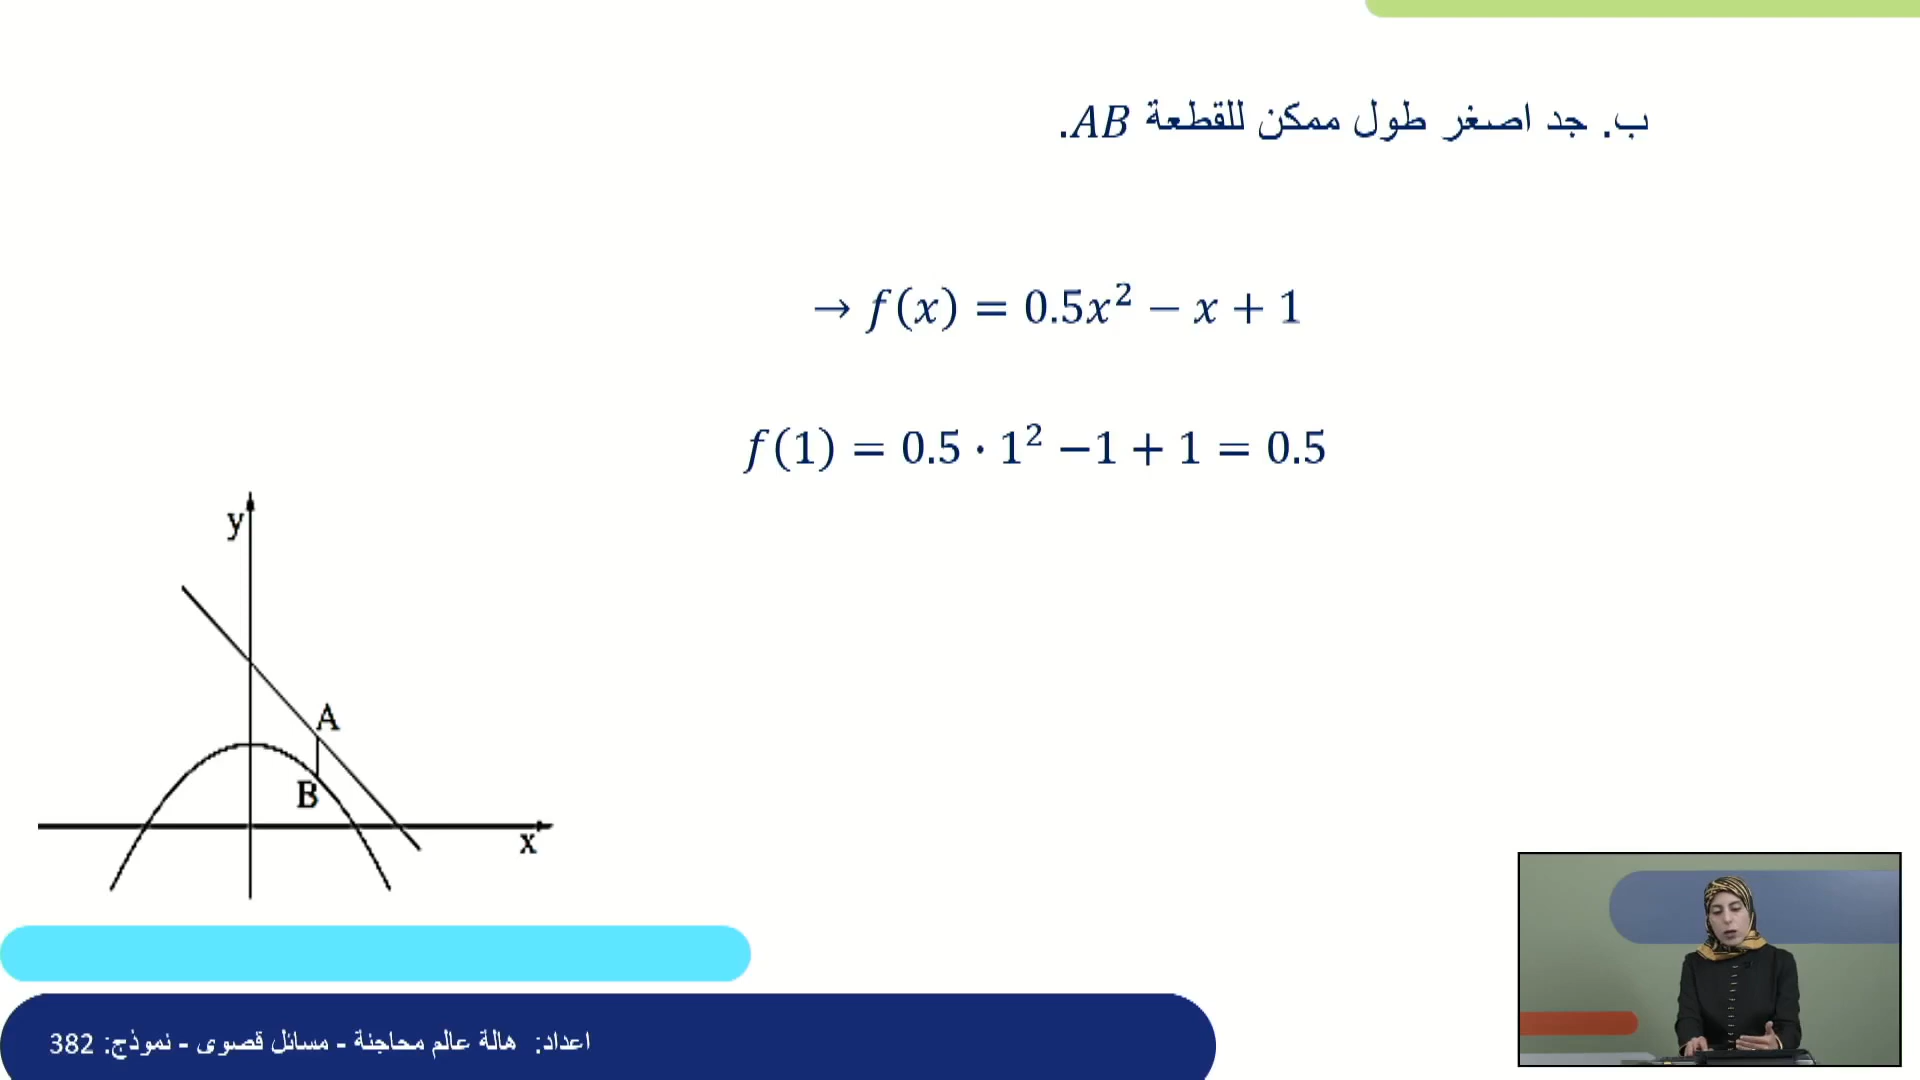 ب. جد اصغر طول ممكن للقطعة AB.
→ f(x) = 0.5x² − x + 1
f(1) = 0.5 · 1² −1 + 1 = 0.5
y
A
B
x
اعداد: هالة عالم محاجنة - مسائل قصوى - نموذج: 382